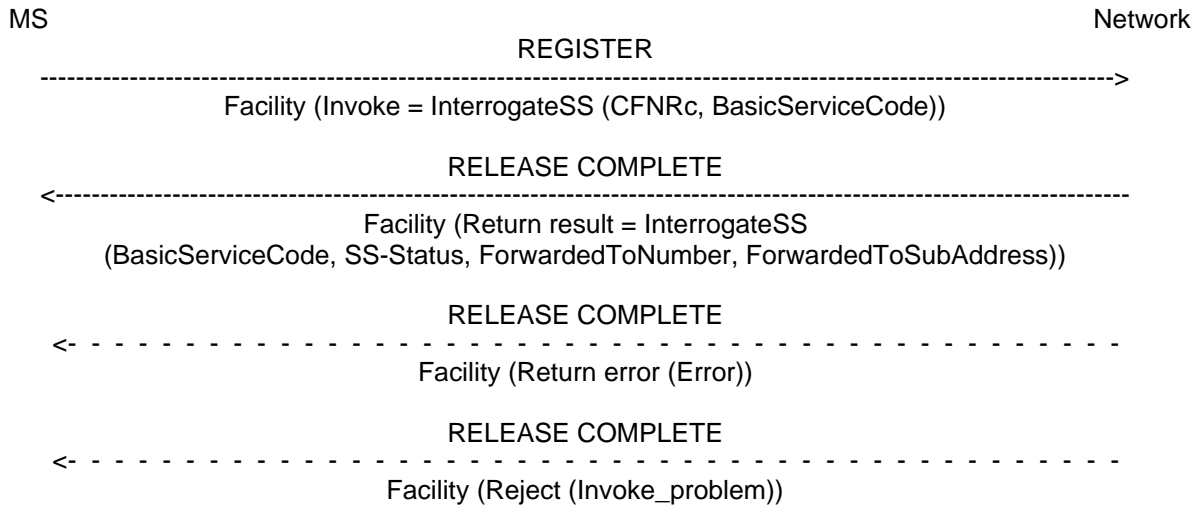 MS Network
REGISTER
------------------------------------------------------------------------------------------------------------------------>
Facility (Invoke = InterrogateSS (CFNRc, BasicServiceCode))
RELEASE COMPLETE
<------------------------------------------------------------------------------------------------------------------------
Facility (Return result = InterrogateSS
(BasicServiceCode, SS-Status, ForwardedToNumber, ForwardedToSubAddress))
RELEASE COMPLETE
<- - - - - - - - - - - - - - - - - - - - - - - - - - - - - - - - - - - - - - - - - - - - -
Facility (Return error (Error))
RELEASE COMPLETE
<- - - - - - - - - - - - - - - - - - - - - - - - - - - - - - - - - - - - - - - - - - - - -
Facility (Reject (Invoke_problem))